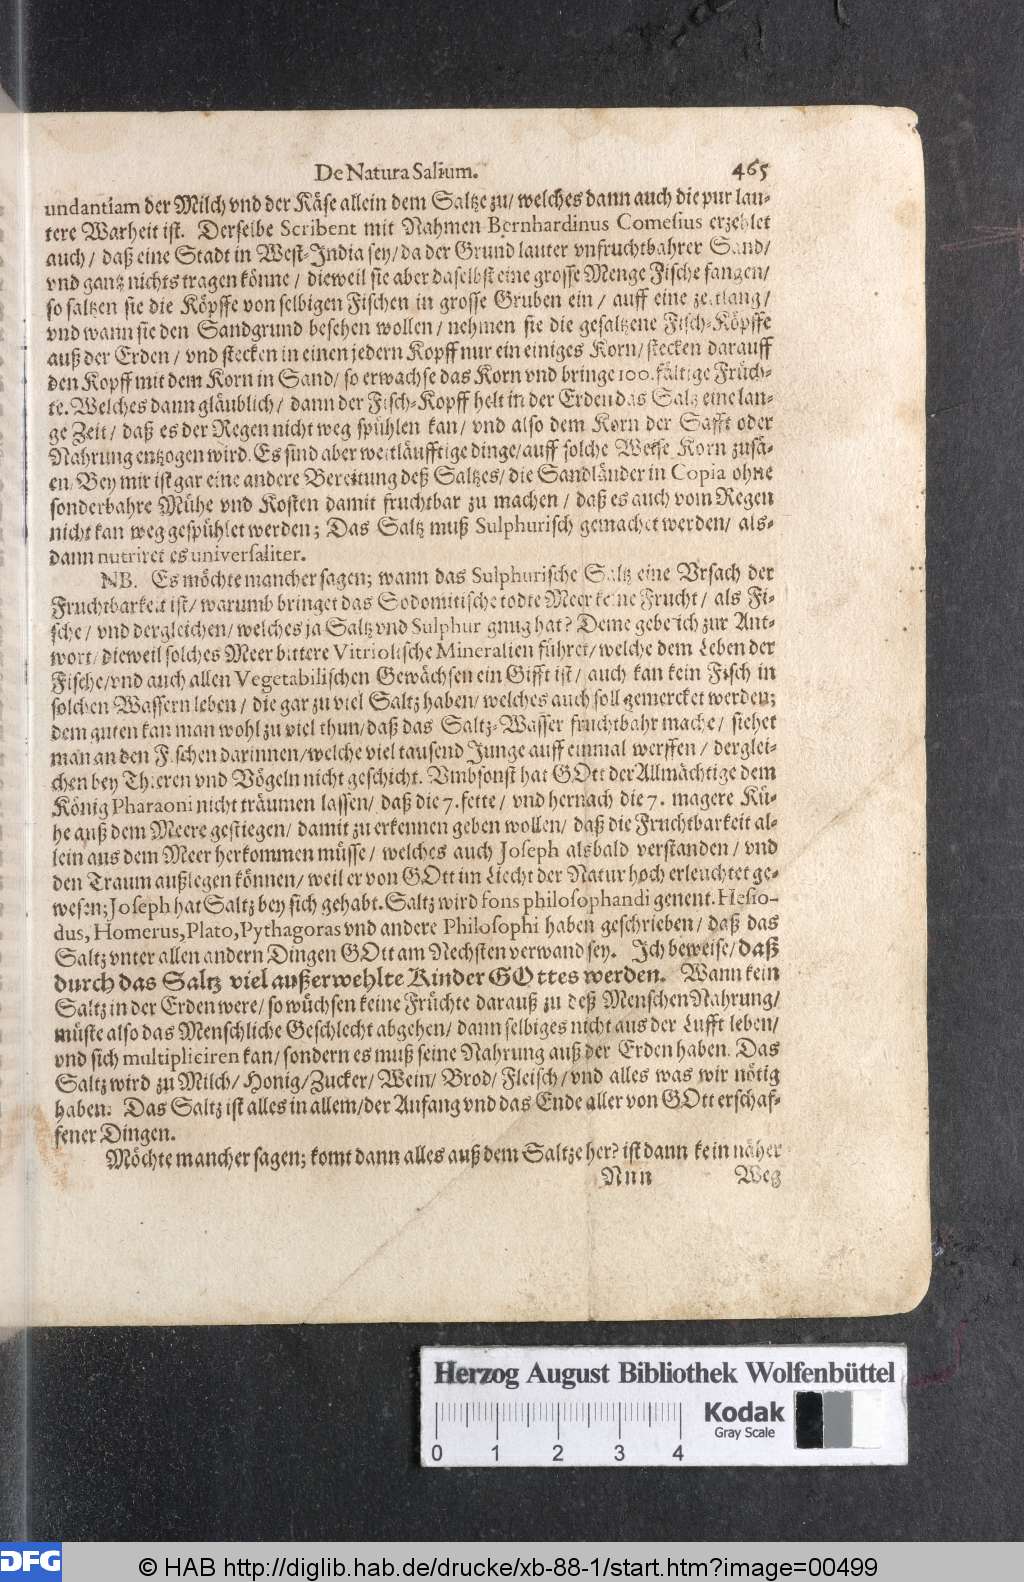 De Natura Salium. 465
undantiam der Milch vnd der Käse allein dem Saltze zu/ welches dann auch die pur lau-
tere Warheit ist. Derselbe Scribent mit Nahmen Bernhardinus Comesius erzehlet
auch/ daß eine Stadt in West-India sey/ da der Grund lauter vnfruchtbahrer Sand/
vnd gantz nichts tragen könne/ dieweil sie aber daselbst eine grosse Menge Fische fangen/
so saltzen sie die Köpffe von selbigen Fischen in grosse Gruben ein/ auff eine zeitlang/
vnd wann sie den Sandgrund besehen wollen/ nehmen sie die gesaltzene Fisch-Köpffe
auß der Erden/ vnd stecken in einen jedern Kopff nur ein einiges Korn/ stecken darauff
den Kopff mit dem Korn in Sand/ so erwachse das Korn vnd bringe 100. fältige Früch-
te. Welches dann gläublich/ dann der Fisch-Kopff helt in der Erden das Saltz eine lan-
ge Zeit/ daß es der Regen nicht weg spühlen kan/ vnd also dem Korn der Safft oder
Nahrung entzogen wird. Es sind aber weitläufftige dinge/ auff solche Weise Korn zusä-
en/ Bey mir ist gar eine andere Bereitung deß Saltzes/ die Sandländer in Copia ohne
sonderbahre Mühe vnd Kosten damit fruchtbar zu machen/ daß es auch vom Regen
nicht kan weg gespühlet werden; Das Saltz muß Sulphurisch gemachet werden/ als-
dann nutriret es universaliter.
NB. Es möchte mancher sagen; wann das Sulphurische Saltz eine Vrsach der
Fruchtbarkeit ist/ warumb bringet das Sodomitische todte Meer keine Frucht/ als Fi-
sche/ vnd dergleichen/ welches ja Saltz vnd Sulphur gnug hat? Deme gebe ich zur Ant-
wort/ dieweil solches Meer bittere Vitriolische Mineralien führet/ welche dem Leben der
Fische/ vnd auch allen Vegetabilischen Gewächsen ein Gifft ist/ auch kan kein Fisch in
solchen Wassern leben/ die gar zu viel Saltz haben/ welches auch soll gemercket werden;
dem guten kan man wohl zu viel thun/ daß das Saltz-Wasser fruchtbahr mache/ siehet
man an den Fischen darinnen/ welche viel tausend Junge auff einmal werffen/ derglei-
chen bey Thieren vnd Vögeln nicht geschicht. Vmbsonst hat GOtt der Allmächtige dem
König Pharaoni nicht träumen lassen/ daß die 7. fette/ vnd hernach die 7. magere Kü-
he auß dem Meere gestiegen/ damit zu erkennen geben wollen/ daß die Fruchtbarkeit al-
lein aus dem Meer herkommen müsse/ welches auch Joseph alsbald verstanden/ vnd
den Traum außlegen können/ weil er von GOtt im Liecht der Natur hoch erleuchtet ge-
wesen; Joseph hat Saltz bey sich gehabt. Saltz wird fons philosophandi genent. Hesio-
dus, Homerus, Plato, Pythagoras vnd andere Philosophi haben geschrieben/ daß das
Saltz vnter allen andern Dingen GOtt am Nechsten verwand sey. Ich beweise/ daß
durch das Saltz viel außerwehlte Kinder GOttes werden. Wann kein
Saltz in der Erden were/ so wüchsen keine Früchte darauß zu deß Menschen Nahrung/
müste also das Menschliche Geschlecht abgehen/ dann selbiges nicht aus der Lufft leben/
vnd sich multipliciren kan/ sondern es muß seine Nahrung auß der Erden haben. Das
Saltz wird zu Milch/ Honig/ Zucker/ Wein/ Brod/ Fleisch/ vnd alles was wir nötig
haben. Das Saltz ist alles in allem/ der Anfang vnd das Ende aller von GOtt erschaf-
fener Dingen.
Möchte mancher sagen; komt dann alles auß dem Saltze her? ist dann kein näher
Nnn Weg
Herzog August Bibliothek Wolfenbüttel
Kodak
Gray Scale
0 1 2 3 4
DFG © HAB http://diglib.hab.de/drucke/xb-88-1/start.htm?image=00499